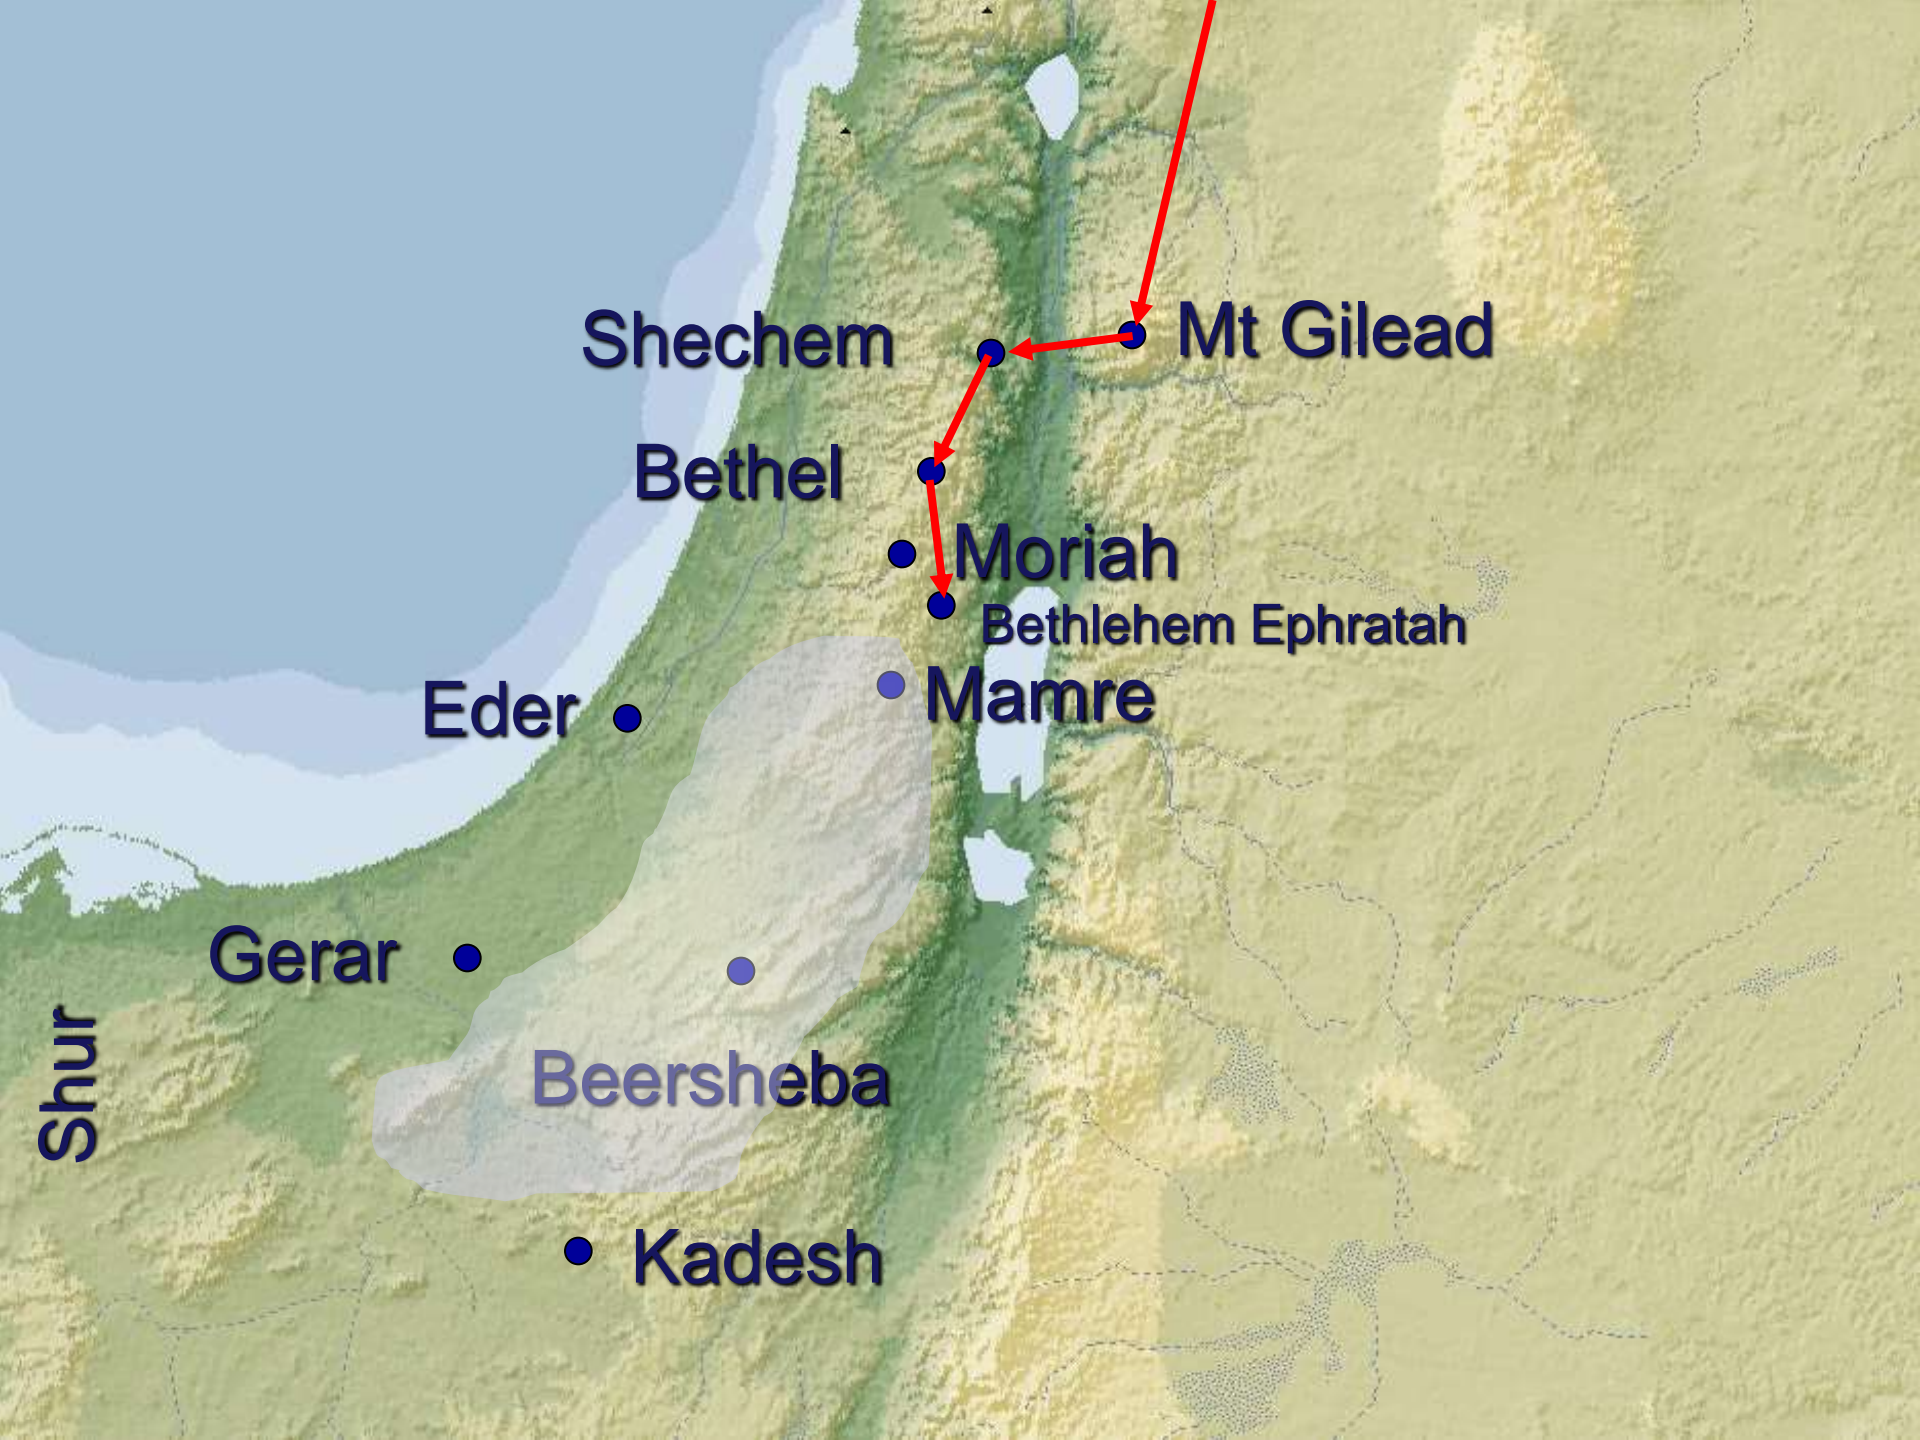 Shechem
Mt Gilead
Bethel
Moriah
Bethlehem Ephratah
Mamre
Eder
Gerar
Shur
Beersheba
Kadesh